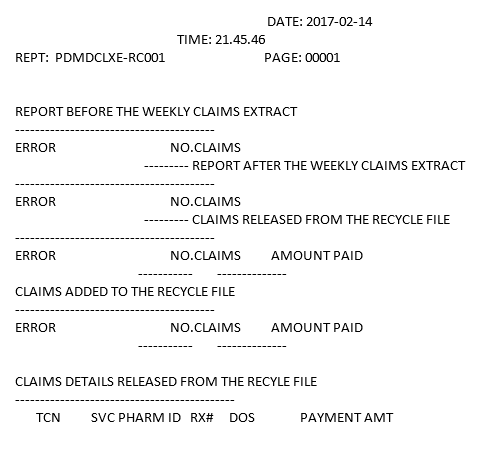 DATE: 2017-02-14
TIME: 21.45.46
REPT: PDMDCLXE-RC001 PAGE: 00001
REPORT BEFORE THE WEEKLY CLAIMS EXTRACT
----------------------------------------
ERROR NO.CLAIMS
--------- REPORT AFTER THE WEEKLY CLAIMS EXTRACT
----------------------------------------
ERROR NO.CLAIMS
--------- CLAIMS RELEASED FROM THE RECYCLE FILE
----------------------------------------
ERROR NO.CLAIMS AMOUNT PAID
----------- --------------
CLAIMS ADDED TO THE RECYCLE FILE
----------------------------------------
ERROR NO.CLAIMS AMOUNT PAID
----------- --------------
CLAIMS DETAILS RELEASED FROM THE RECYLE FILE
--------------------------------------------
TCN SVC PHARM ID RX# DOS PAYMENT AMT